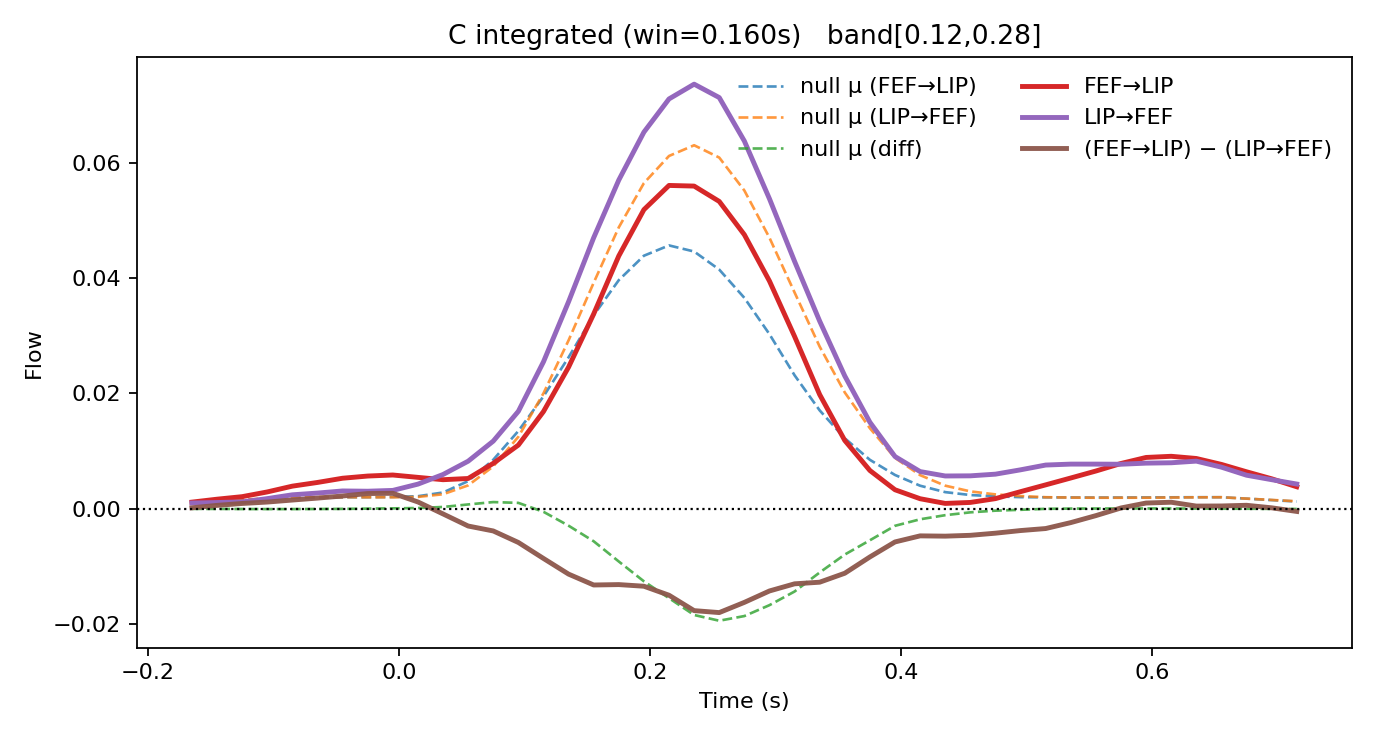 C integrated (win=0.160s)   band[0.12,0.28]
null μ (FEF→LIP)
null μ (LIP→FEF)
null μ (diff)
FEF→LIP
LIP→FEF
(FEF→LIP) − (LIP→FEF)
Flow
0.06
0.04
0.02
0.00
−0.02
−0.2
0.0
0.2
0.4
0.6
Time (s)